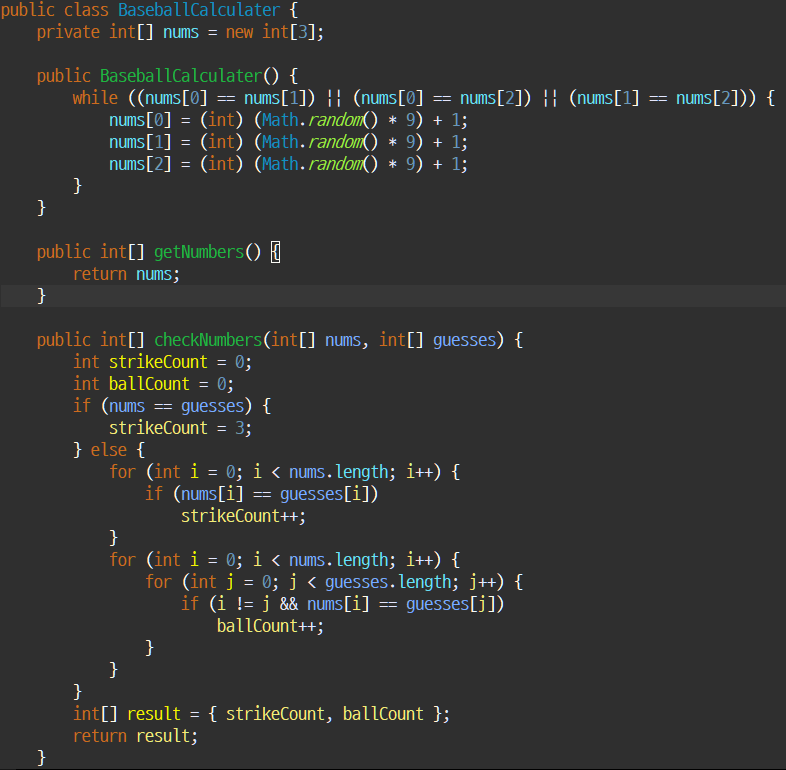 public class BaseballCalculater {
    private int[] nums = new int[3];

    public BaseballCalculater() {
        while ((nums[0] == nums[1]) || (nums[0] == nums[2]) || (nums[1] == nums[2])) {
            nums[0] = (int) (Math.random() * 9) + 1;
            nums[1] = (int) (Math.random() * 9) + 1;
            nums[2] = (int) (Math.random() * 9) + 1;
        }
    }

    public int[] getNumbers() {
        return nums;
    }

    public int[] checkNumbers(int[] nums, int[] guesses) {
        int strikeCount = 0;
        int ballCount = 0;
        if (nums == guesses) {
            strikeCount = 3;
        } else {
            for (int i = 0; i < nums.length; i++) {
                if (nums[i] == guesses[i])
                    strikeCount++;
            }
            for (int i = 0; i < nums.length; i++) {
                for (int j = 0; j < guesses.length; j++) {
                    if (i != j && nums[i] == guesses[j])
                        ballCount++;
                }
            }
        }
        int[] result = { strikeCount, ballCount };
        return result;
    }